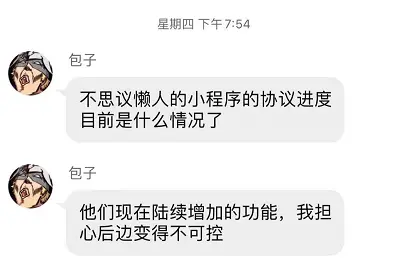 星期四 下午7:54
包子
不思议懒人的小程序的协议进度
目前是什么情况了
包子
他们现在陆续增加的功能，我担
心后边变得不可控